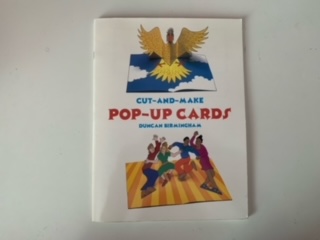 CUT-AND-MAKE
POP-UP CARDS
DUNCAN BIRMINGHAM